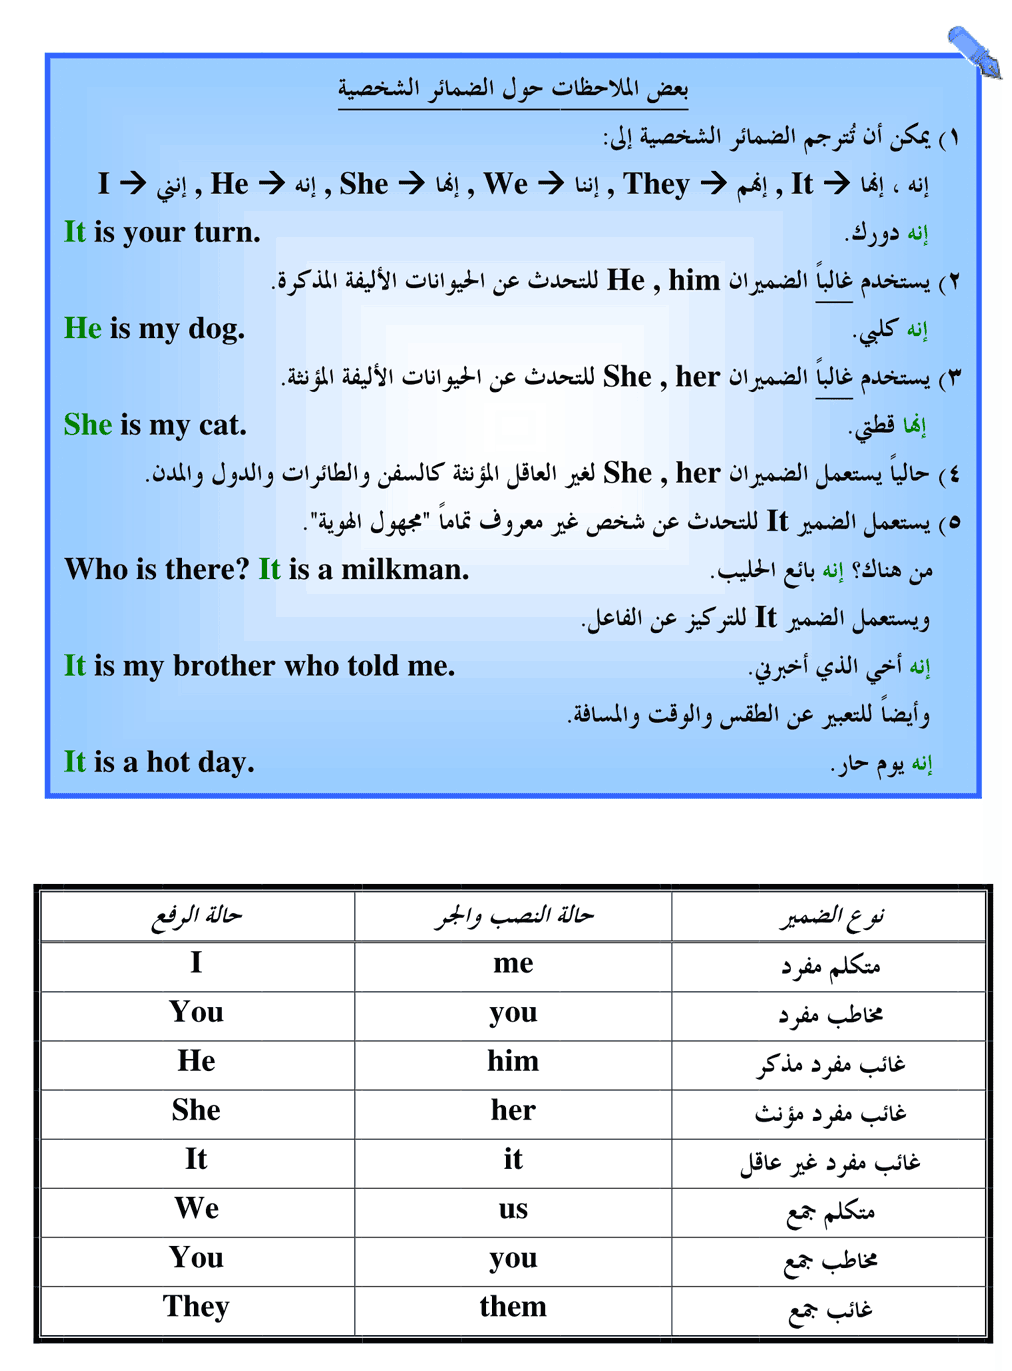 بعض الملاحظات حول الضمائر الشخصية
١) يمكن أن تُترجم الضمائر الشخصية إلى:
I → إنني , He → إنه , She → إنها , We → إننا , They → إنهم , It → إنه ، إنها
It is your turn. إنه دورك.
٢) يستخدم غالباً الضميران He , him للتحدث عن الحيوانات الأليفة المذكرة.
He is my dog. إنه كلبي.
٣) يستخدم غالباً الضميران She , her للتحدث عن الحيوانات الأليفة المؤنثة.
She is my cat. إنها قطتي.
٤) حالياً يستعمل الضميران She , her لغير العاقل المؤنثة كالسفن والطائرات والدول والمدن.
٥) يستعمل الضمير It للتحدث عن شخص غير معروف تماماً "مجهول الهوية".
Who is there? It is a milkman. من هناك؟ إنه بائع الحليب.
ويستعمل الضمير It للتركيز عن الفاعل.
It is my brother who told me. إنه أخي الذي أخبرني.
وأيضاً للتعبير عن الطقس والوقت والمسافة.
It is a hot day. إنه يوم حار.
نوع الضمير حالة النصب والجر حالة الرفع
متكلم مفرد me I
مخاطب مفرد you You
غائب مفرد مذكر him He
غائب مفرد مؤنث her She
غائب مفرد غير عاقل it It
متكلم جمع us We
مخاطب جمع you You
غائب جمع them They